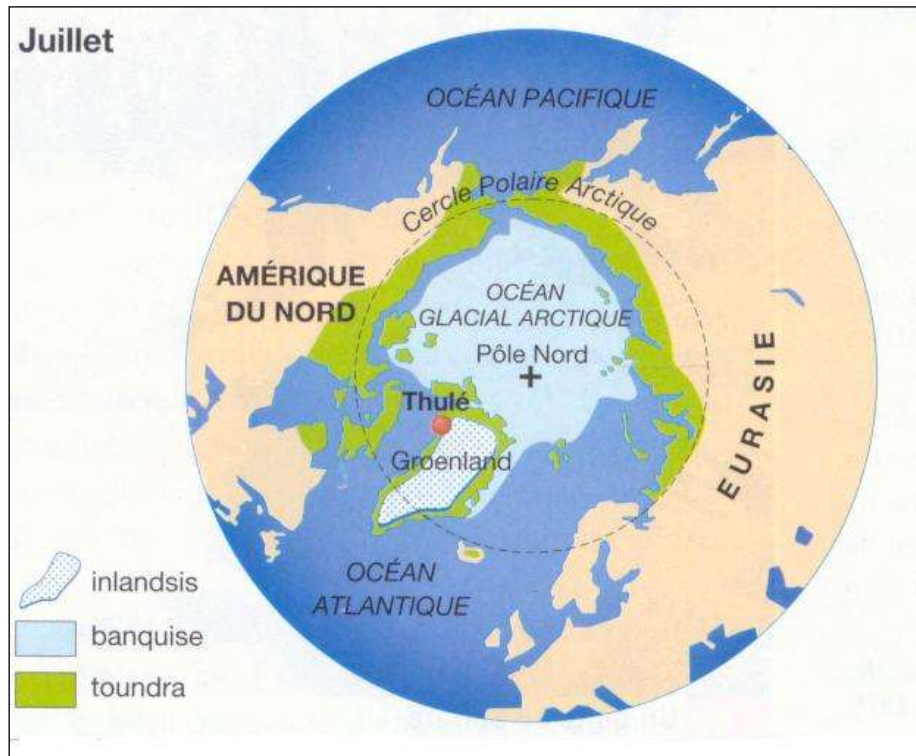 Juillet
OCÉAN PACIFIQUE
Cercle Polaire Arctique
AMÉRIQUE
DU NORD
OCÉAN
GLACIAL ARCTIQUE
Pôle Nord
EURASIE
Thulé
Groenland
OCÉAN
ATLANTIQUE
inlandsis
banquise
toundra